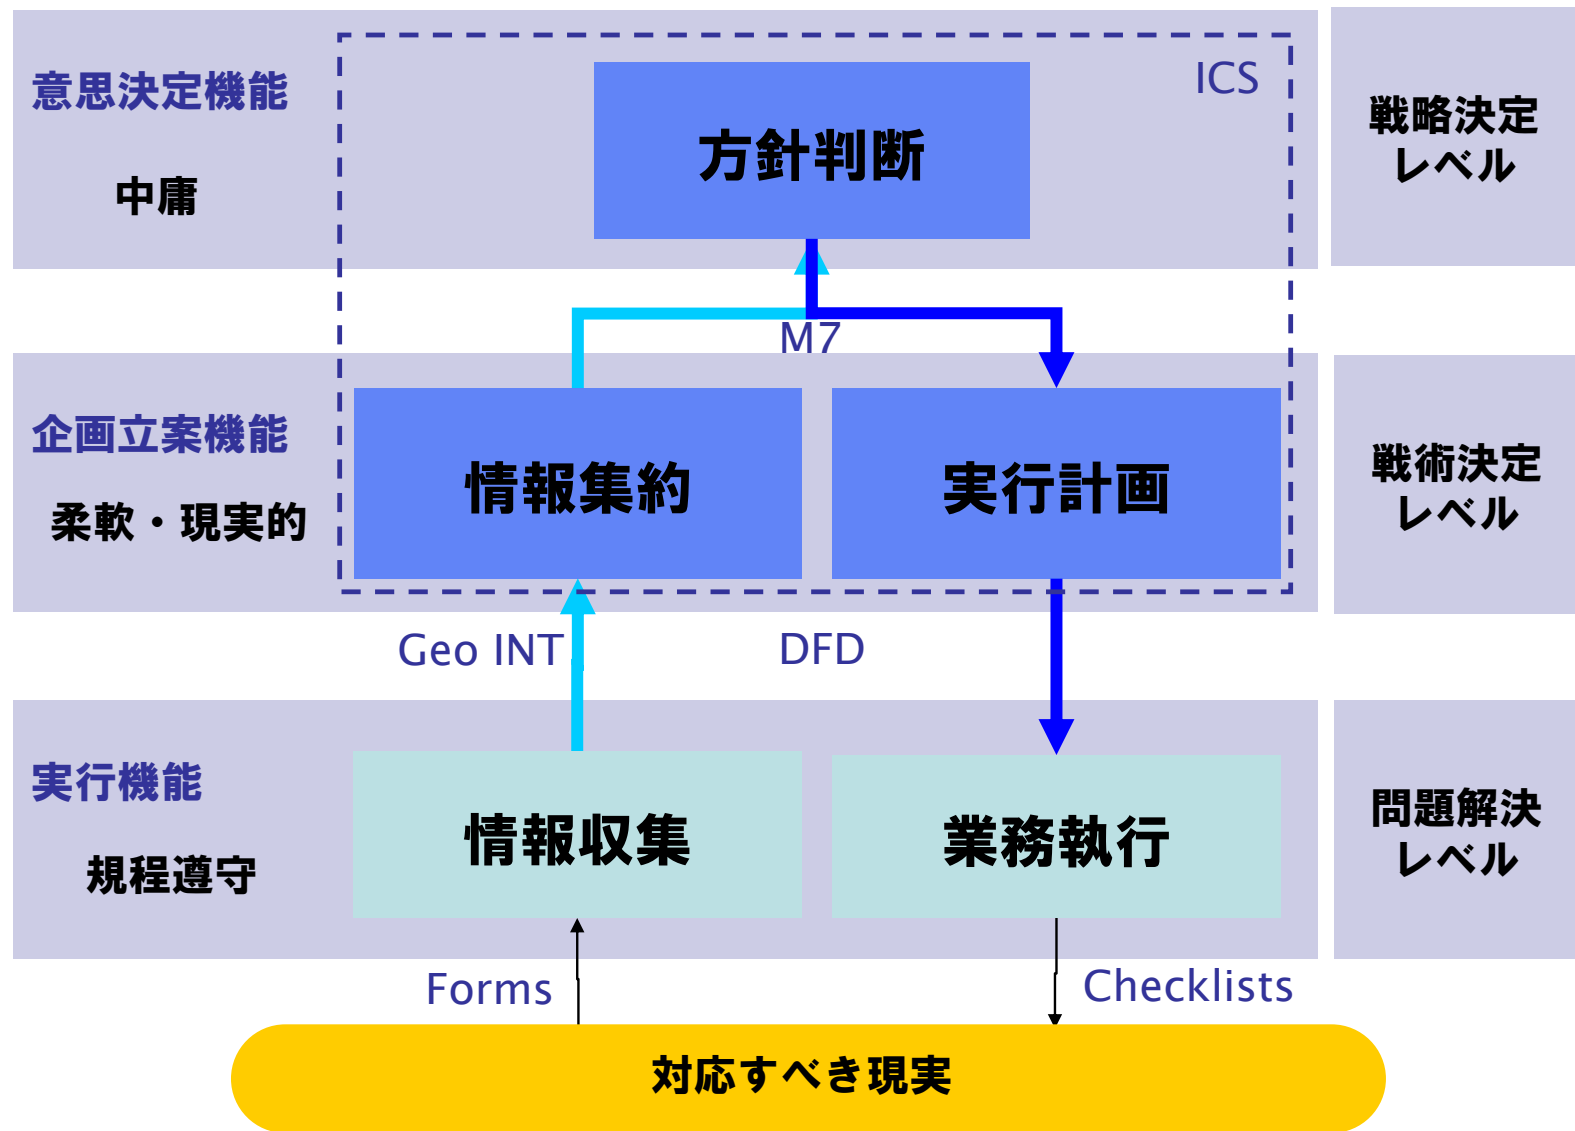 意思決定機能
中庸
ICS
方針判断
戦略決定
レベル
M7
企画立案機能
柔軟・現実的
情報集約
実行計画
戦術決定
レベル
Geo INT
DFD
実行機能
規程遵守
情報収集
業務執行
問題解決
レベル
Forms
Checklists
対応すべき現実